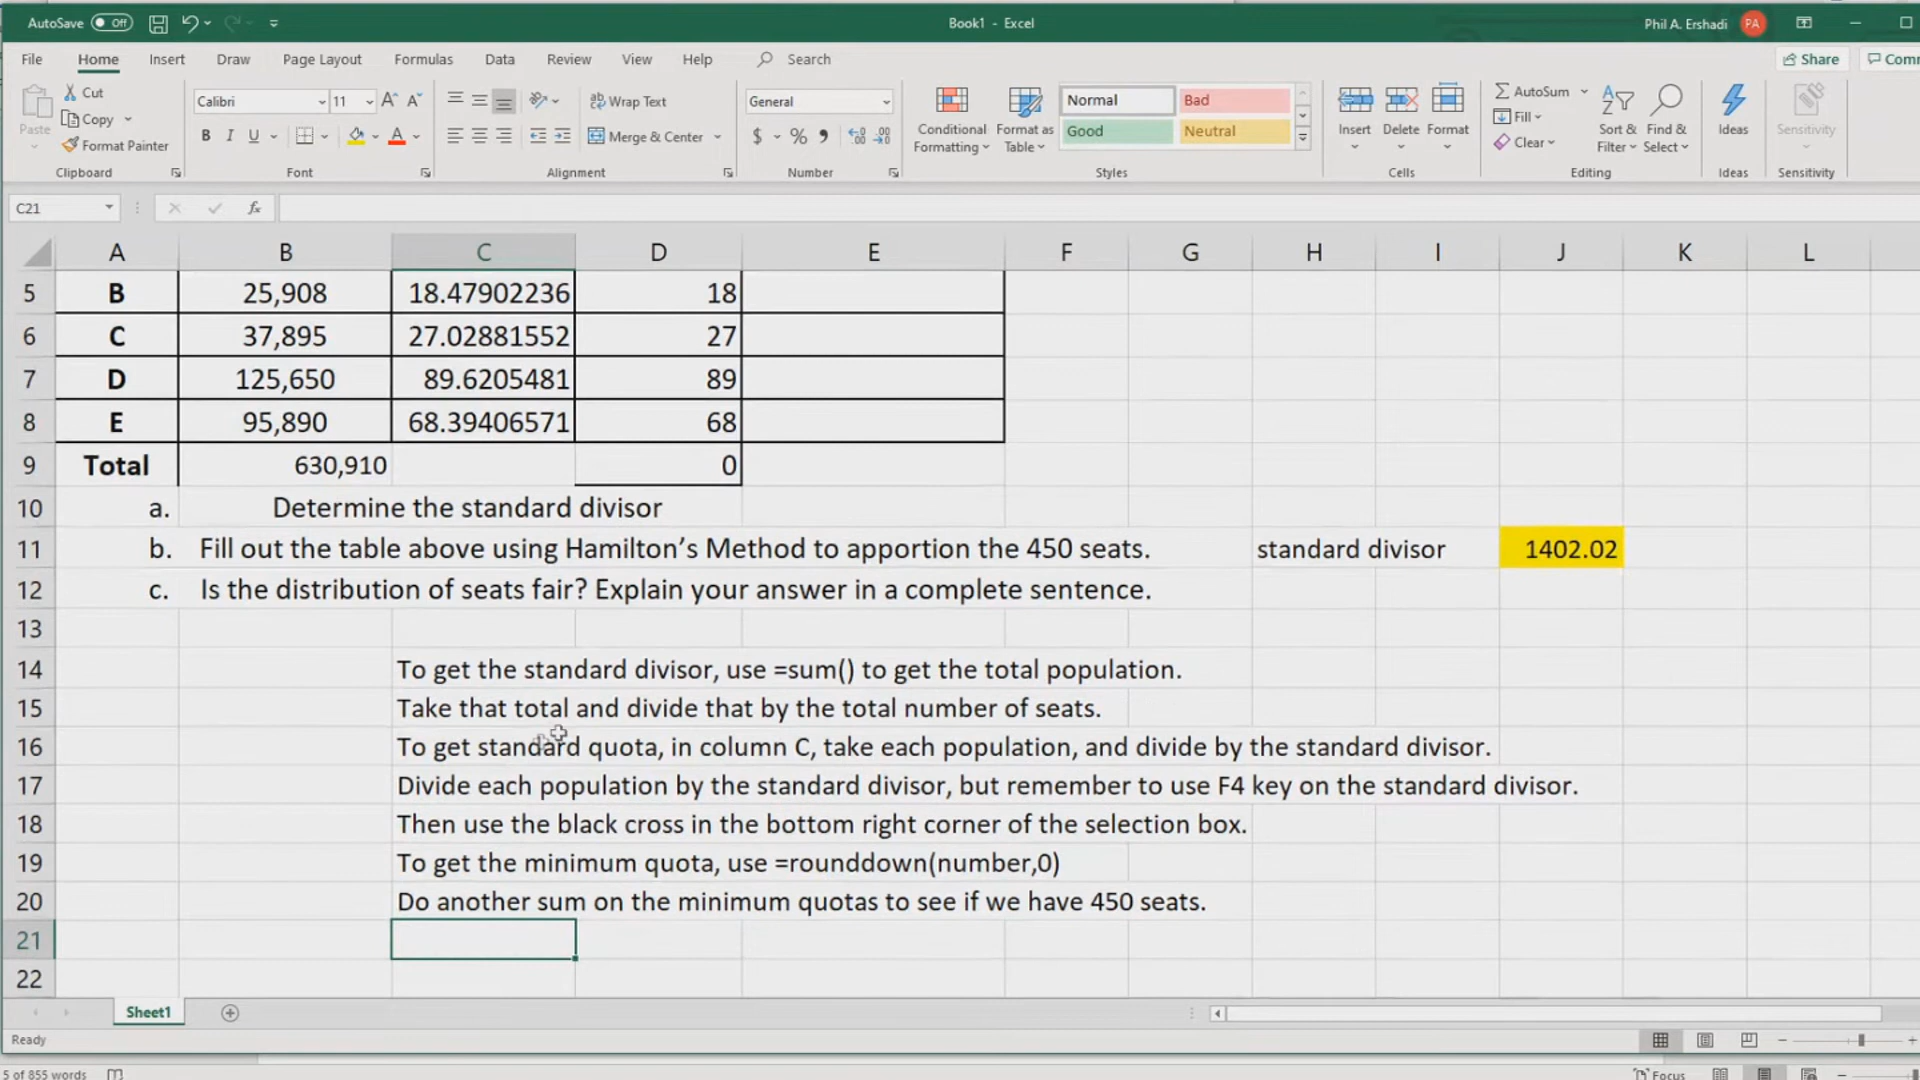 AutoSave Off
Book1 - Excel
Phil A. Ershadi PA
File Home Insert Draw Page Layout Formulas Data Review View Help Search Share Comm
Paste
Cut
Copy
Format Painter
Clipboard
Calibri 11
B I U
Font
Wrap Text
Merge & Center
Alignment
General
$ % ,
Number
Conditional Formatting
Format as Table
Normal Bad
Good Neutral
Styles
Insert Delete Format
Cells
AutoSum
Fill
Clear
Sort & Filter
Find & Select
Editing
Ideas
Ideas
Sensitivity
Sensitivity
C21 fx
A B C D E F G H I J K L
5 B 25,908 18.47902236 18
6 C 37,895 27.02881552 27
7 D 125,650 89.6205481 89
8 E 95,890 68.39406571 68
9 Total 630,910 0
10 a. Determine the standard divisor
11 b. Fill out the table above using Hamilton’s Method to apportion the 450 seats. standard divisor 1402.02
12 c. Is the distribution of seats fair? Explain your answer in a complete sentence.
13
14 To get the standard divisor, use =sum() to get the total population.
15 Take that total and divide that by the total number of seats.
16 To get standard quota, in column C, take each population, and divide by the standard divisor.
17 Divide each population by the standard divisor, but remember to use F4 key on the standard divisor.
18 Then use the black cross in the bottom right corner of the selection box.
19 To get the minimum quota, use =rounddown(number,0)
20 Do another sum on the minimum quotas to see if we have 450 seats.
21
22
Sheet1
Ready
5 of 855 words
Focus